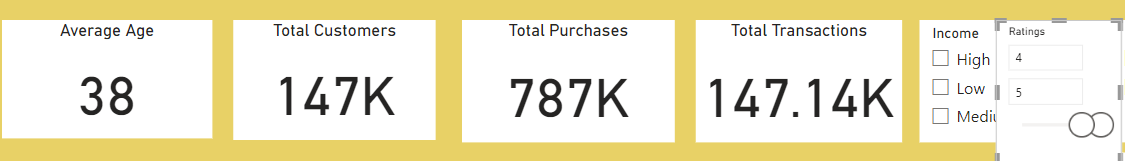 Average Age
38
Total Customers
147K
Total Purchases
787K
Total Transactions
147.14K
Income
High
Low
Mediu
Ratings
4
5